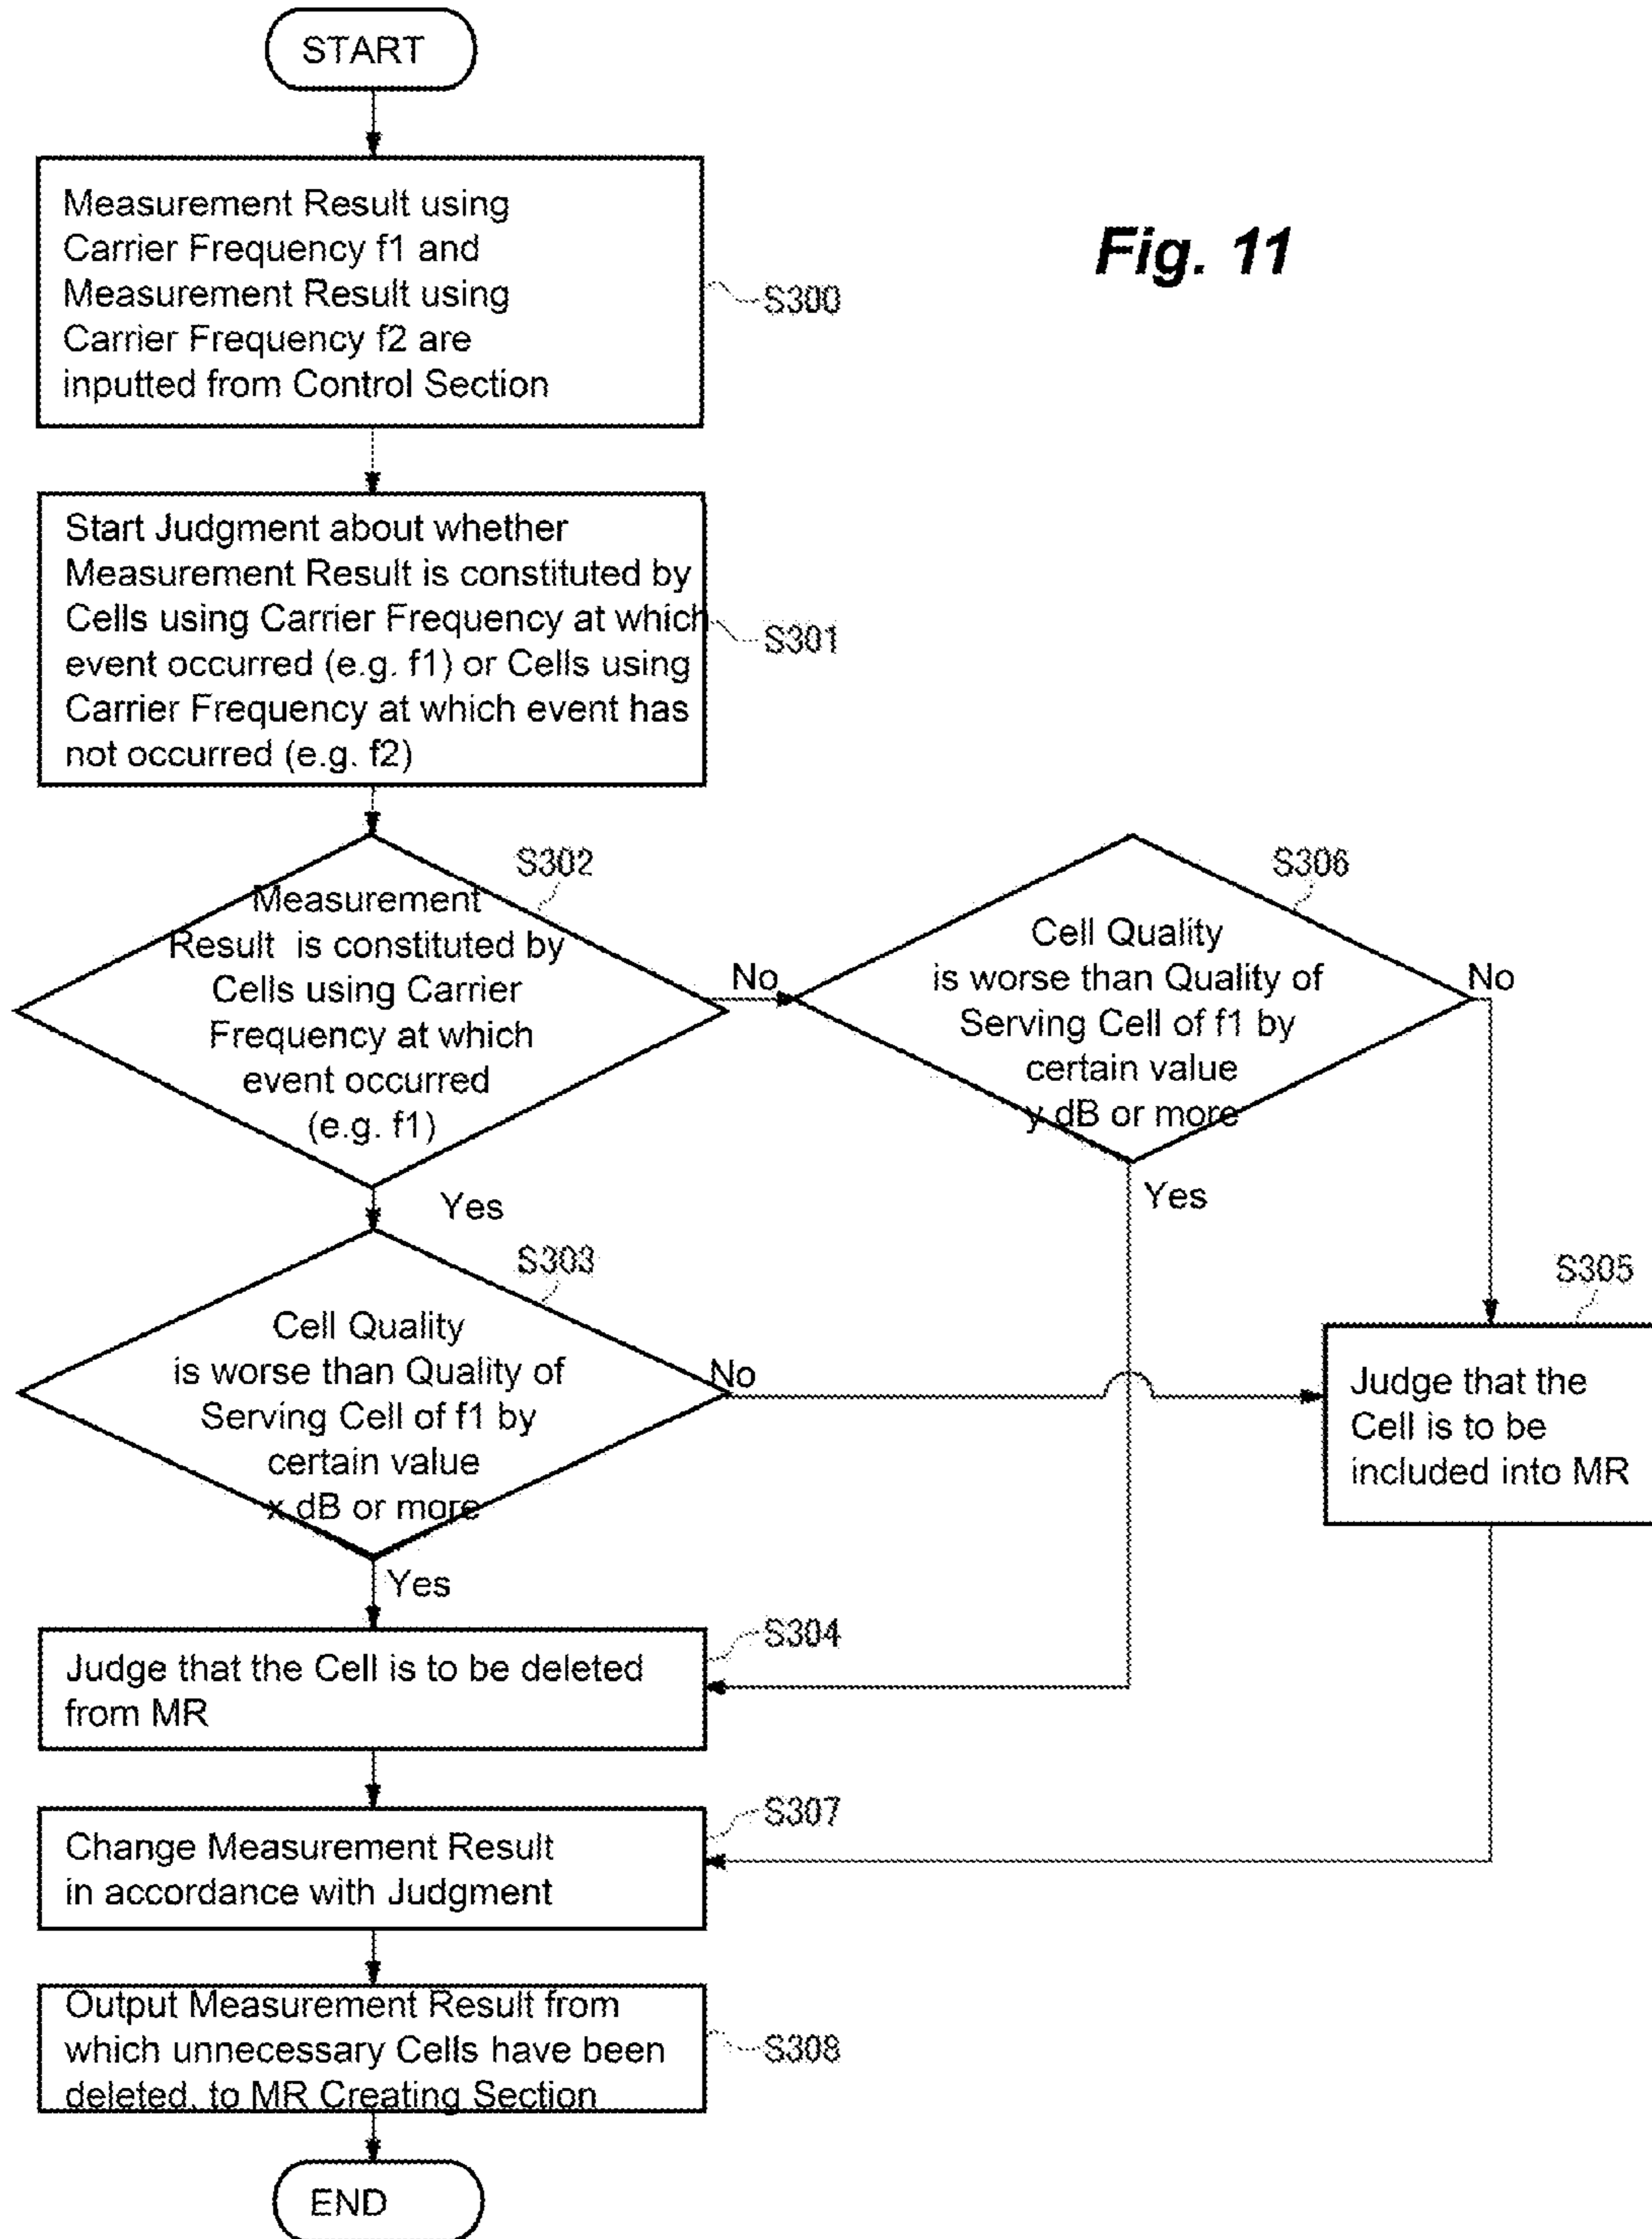 START
Fig. 11
Measurement Result using
Carrier Frequency f1 and
Measurement Result using
Carrier Frequency f2 are
inputted from Control Section
S300
Start Judgment about whether
Measurement Result is constituted by
Cells using Carrier Frequency at which
event occurred (e.g. f1) or Cells using
Carrier Frequency at which event has
not occurred (e.g. f2)
S301
S302
Measurement
Result is constituted by
Cells using Carrier
Frequency at which
event occurred
(e.g. f1)
No
Yes
S306
Cell Quality
is worse than Quality of
Serving Cell of f1 by
certain value
y dB or more
No
Yes
S303
Cell Quality
is worse than Quality of
Serving Cell of f1 by
certain value
x dB or more
No
Yes
S305
Judge that the
Cell is to be
included into MR
S304
Judge that the Cell is to be deleted
from MR
S307
Change Measurement Result
in accordance with Judgment
Output Measurement Result from
which unnecessary Cells have been
deleted, to MR Creating Section
S308
END